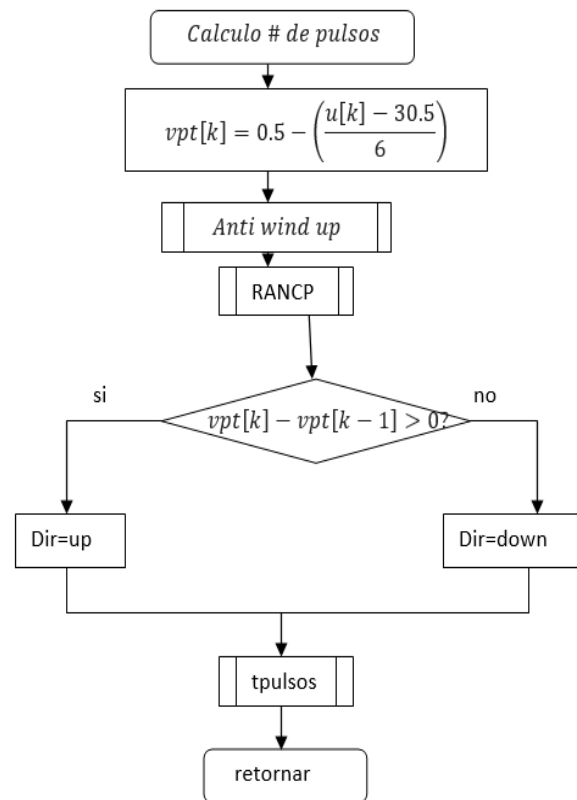 Calculo # de pulsos
vpt[k] = 0.5 − ((u[k] − 30.5)/6)
Anti wind up
RANCP
si
no
vpt[k] − vpt[k − 1] > 0?
Dir=up
Dir=down
tpulsos
retornar